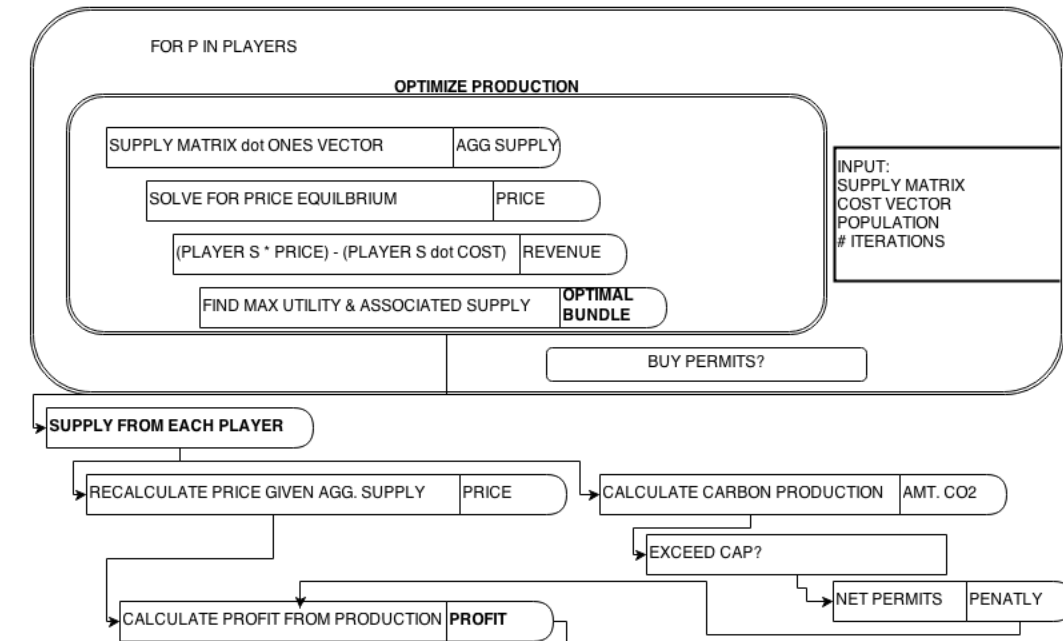 FOR P IN PLAYERS
OPTIMIZE PRODUCTION
SUPPLY MATRIX dot ONES VECTOR
AGG SUPPLY
SOLVE FOR PRICE EQUILBRIUM
PRICE
(PLAYER S * PRICE) - (PLAYER S dot COST)
REVENUE
FIND MAX UTILITY & ASSOCIATED SUPPLY
OPTIMAL
BUNDLE
INPUT:
SUPPLY MATRIX
COST VECTOR
POPULATION
# ITERATIONS
BUY PERMITS?
SUPPLY FROM EACH PLAYER
RECALCULATE PRICE GIVEN AGG. SUPPLY
PRICE
CALCULATE CARBON PRODUCTION
AMT. CO2
EXCEED CAP?
NET PERMITS
PENATLY
CALCULATE PROFIT FROM PRODUCTION
PROFIT